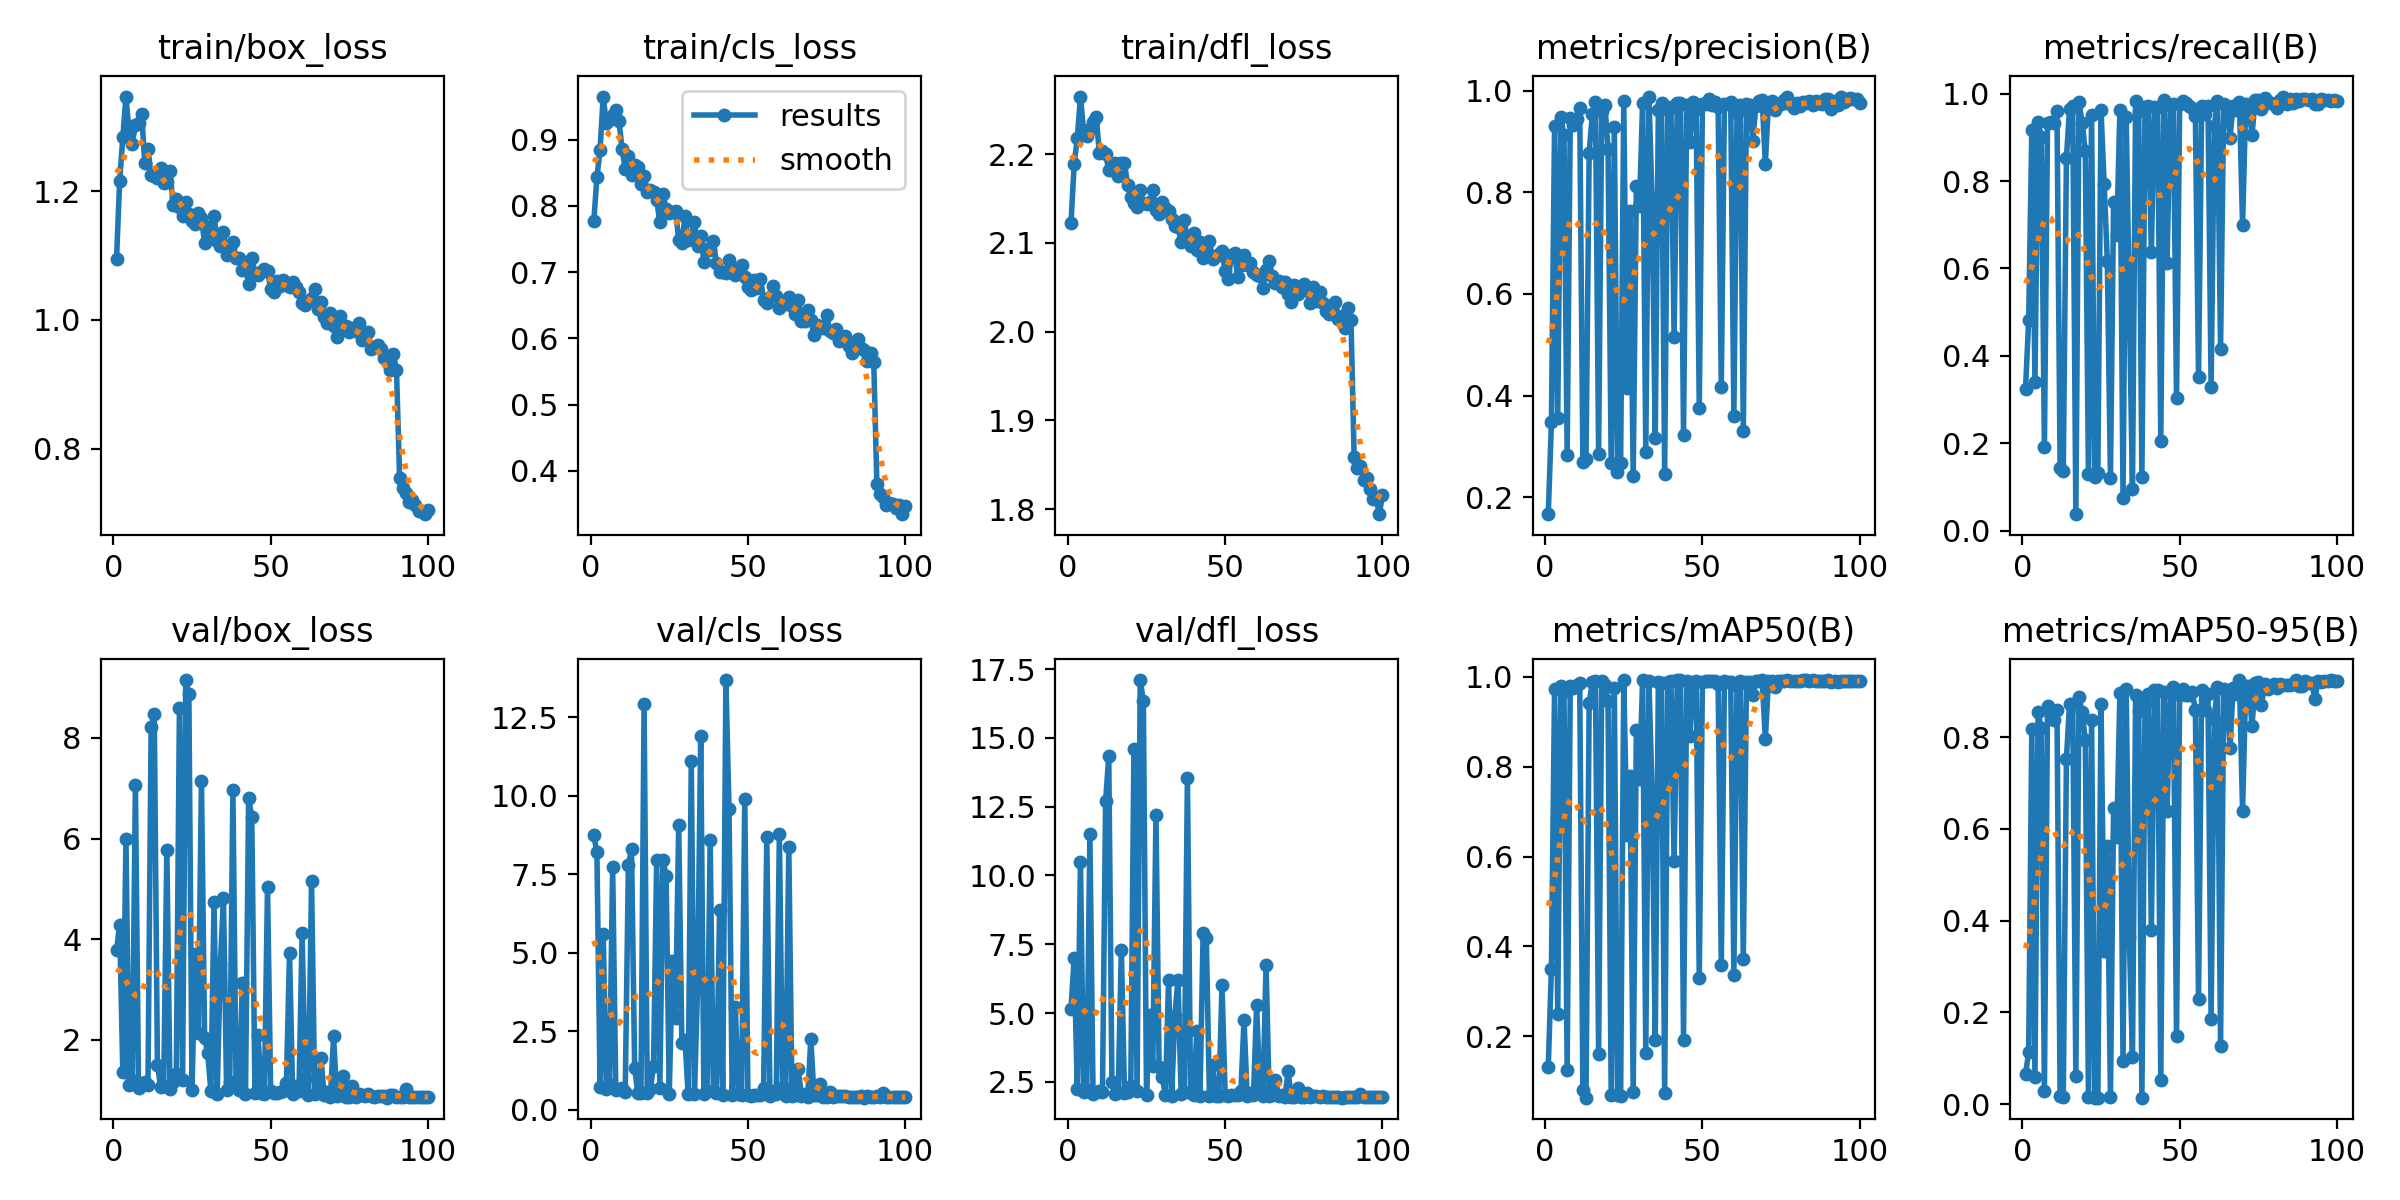 train/box_loss
train/cls_loss
train/dfl_loss
metrics/precision(B)
metrics/recall(B)
results
smooth
1.2
1.0
0.8
0 50 100
0.9
0.8
0.7
0.6
0.5
0.4
0 50 100
2.2
2.1
2.0
1.9
1.8
0 50 100
1.0
0.8
0.6
0.4
0.2
0 50 100
1.0
0.8
0.6
0.4
0.2
0.0
0 50 100
val/box_loss
val/cls_loss
val/dfl_loss
metrics/mAP50(B)
metrics/mAP50-95(B)
8
6
4
2
0 50 100
12.5
10.0
7.5
5.0
2.5
0.0
0 50 100
17.5
15.0
12.5
10.0
7.5
5.0
2.5
0 50 100
1.0
0.8
0.6
0.4
0.2
0 50 100
0.8
0.6
0.4
0.2
0.0
0 50 100